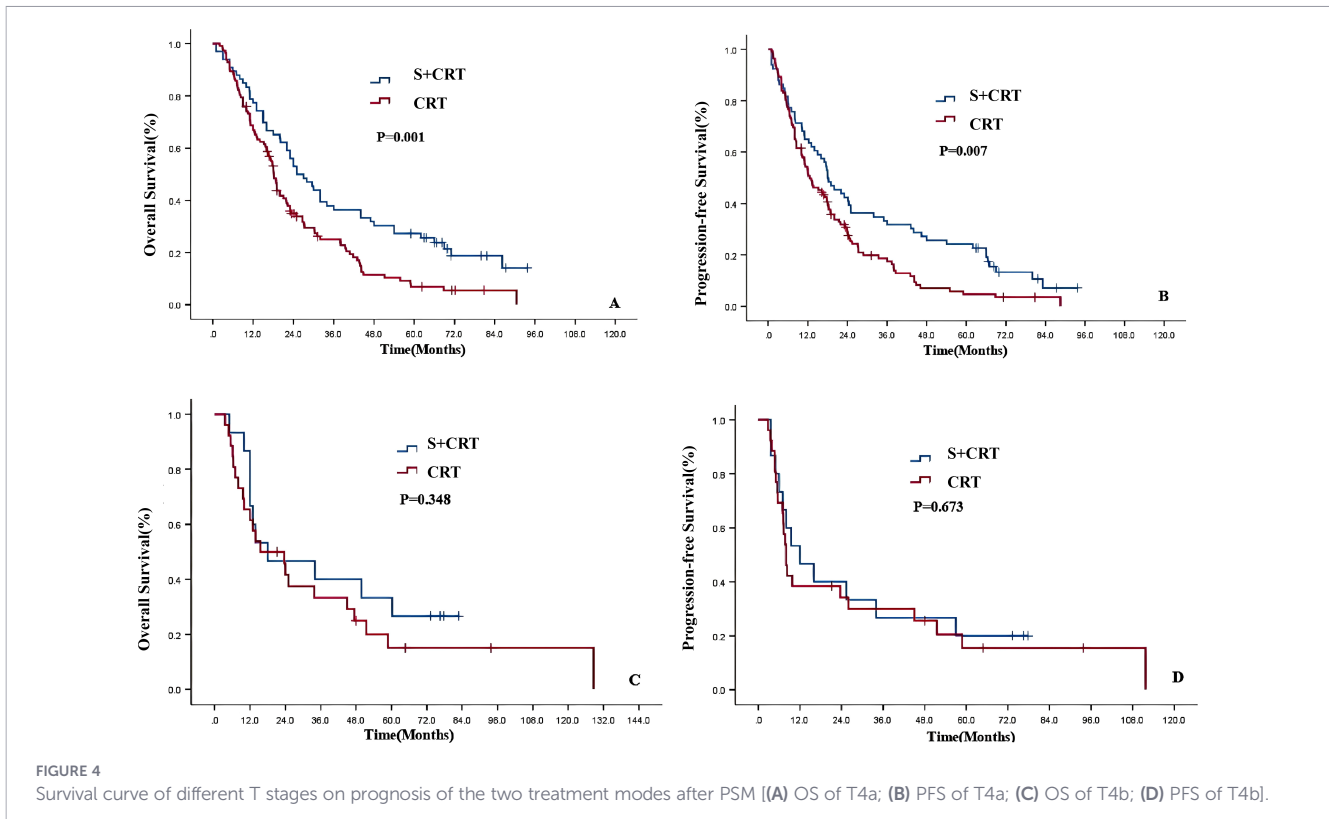 1.0
0.8
0.6
0.4
0.2
0.0
Overall Survival(%)
S+CRT
CRT
P=0.001
A
.0 12.0 24.0 36.0 48.0 60.0 72.0 84.0 96.0 108.0 120.0
Time(Months)
1.0
0.8
0.6
0.4
0.2
0.0
Progression-free Survival(%)
S+CRT
CRT
P=0.007
B
.0 12.0 24.0 36.0 48.0 60.0 72.0 84.0 96.0 108.0 120.0
Time(Months)
1.0
0.8
0.6
0.4
0.2
0.0
Overall Survival(%)
S+CRT
CRT
P=0.348
C
.0 12.0 24.0 36.0 48.0 60.0 72.0 84.0 96.0 108.0 120.0 132.0 144.0
Time(Months)
1.0
0.8
0.6
0.4
0.2
0.0
Progression-free Survival(%)
S+CRT
CRT
P=0.673
D
.0 12.0 24.0 36.0 48.0 60.0 72.0 84.0 96.0 108.0 120.0
Time(Months)
FIGURE 4
Survival curve of different T stages on prognosis of the two treatment modes after PSM [(A) OS of T4a; (B) PFS of T4a; (C) OS of T4b; (D) PFS of T4b].